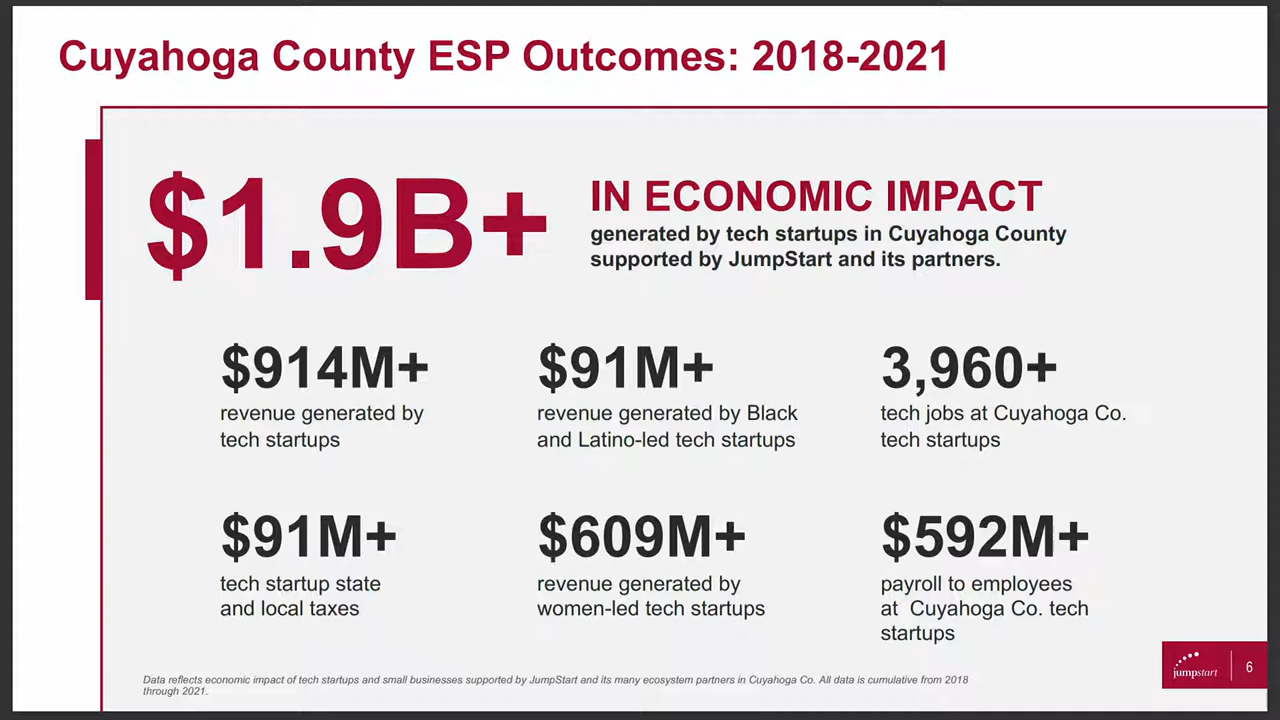 Cuyahoga County ESP Outcomes: 2018-2021
$1.9B+
IN ECONOMIC IMPACT
generated by tech startups in Cuyahoga County
supported by JumpStart and its partners.
$914M+
revenue generated by
tech startups
$91M+
revenue generated by Black
and Latino-led tech startups
3,960+
tech jobs at Cuyahoga Co.
tech startups
$91M+
tech startup state
and local taxes
$609M+
revenue generated by
women-led tech startups
$592M+
payroll to employees
at  Cuyahoga Co. tech
startups
Data reflects economic impact of tech startups and small businesses supported by JumpStart and its many ecosystem partners in Cuyahoga Co. All data is cumulative from 2018
through 2021.
jumpstart
6